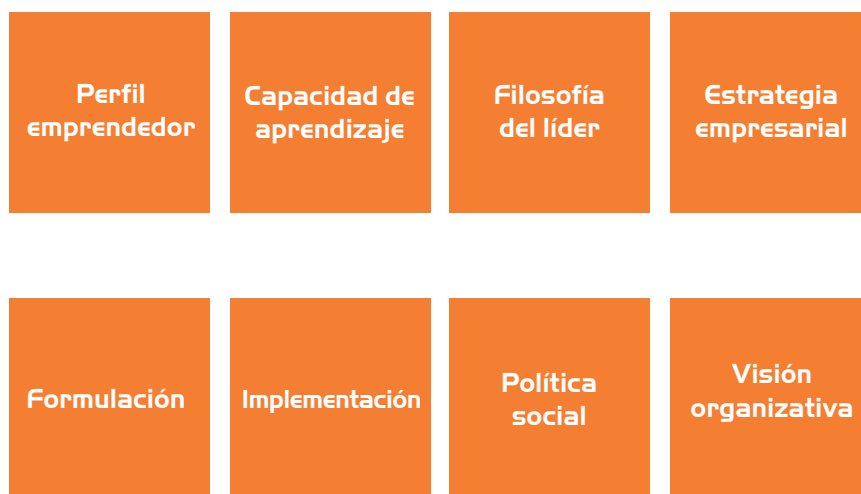 Perfil
emprendedor
Capacidad de
aprendizaje
Filosofía
del líder
Estrategia
empresarial
Formulación
Implementación
Política
social
Visión
organizativa